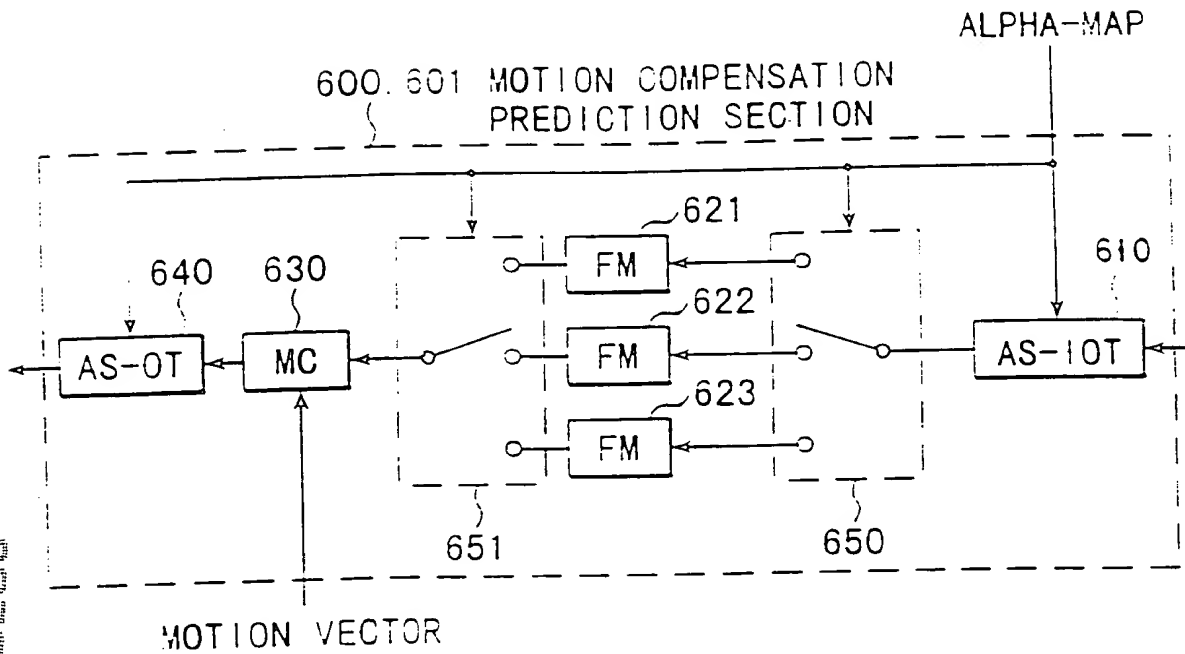 ALPHA-MAP
600.601 MOTION COMPENSATION
PREDICTION SECTION
621
FM
640
630
610
622
AS-OT
MC
FM
AS-IOT
623
FM
651
650
MOTION VECTOR